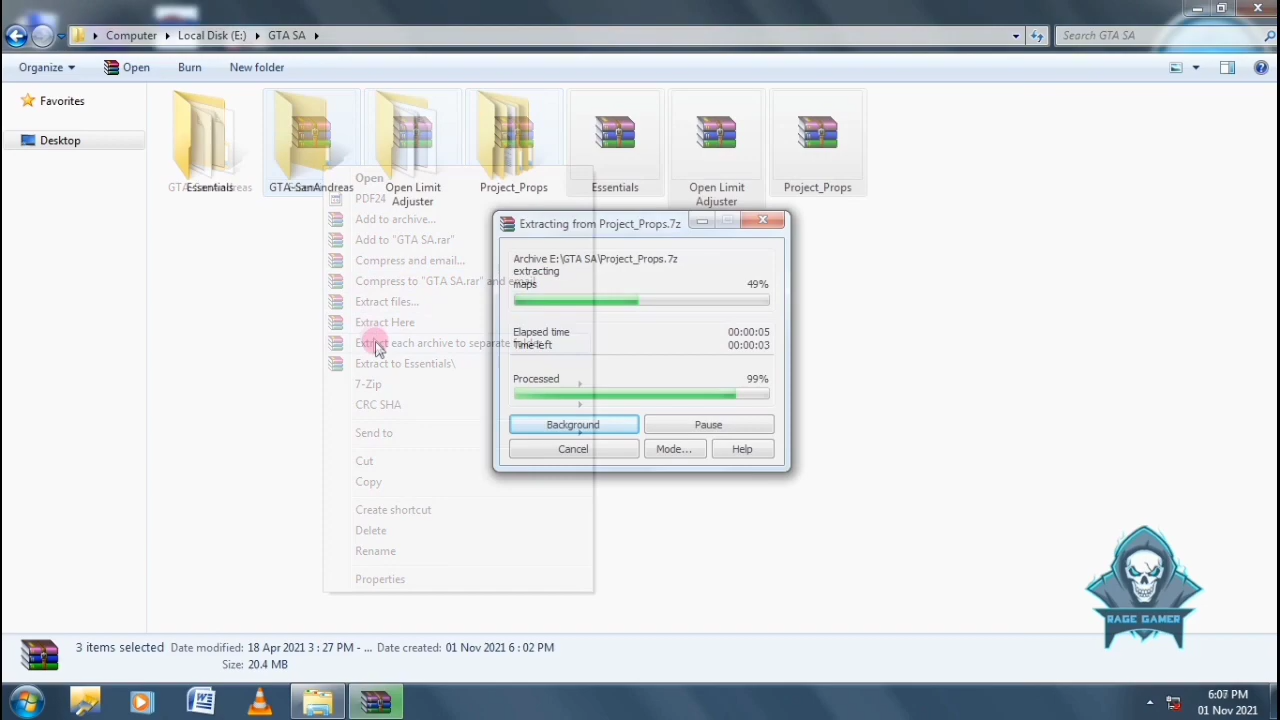 Computer
Local Disk (E:)
GTA SA
Search GTA SA
Organize
Open
Burn
New folder
Favorites
Desktop
Essentials
GTA-SanAndreas
Open Limit
Adjuster
Project_Props
Essentials
Open Limit
Adjuster
Project_Props
Open
PDF24
Add to archive...
Add to "GTA SA.rar"
Compress and email...
Compress to "GTA SA.rar" and email
Extract files...
Extract Here
Extract each archive to separate
Extract to Essentials\
7-Zip
CRC SHA
Send to
Cut
Copy
Create shortcut
Delete
Rename
Properties
Extracting from Project_Props.7z
Archive E:\GTA SA\Project_Props.7z
extracting
maps 49%
Elapsed time 00:00:05
Time left 00:00:03
Processed 99%
Background
Pause
Cancel
Mode...
Help
RAGE GAMER
3 items selected Date modified: 18 Apr 2021 3 : 27 PM - ... Date created: 01 Nov 2021 6 : 02 PM
Size: 20.4 MB
6:07 PM
01 Nov 2021